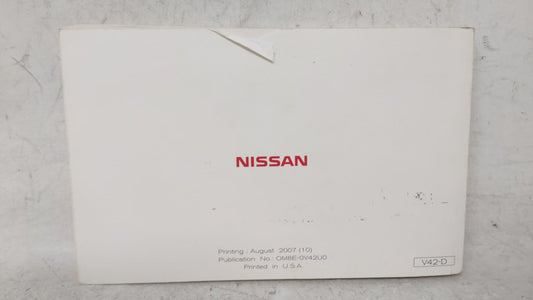 NISSAN
Printing : August 2007 (10)
Publication No.: OM8E-0V42U0
Printed in U.S.A.
V42-D